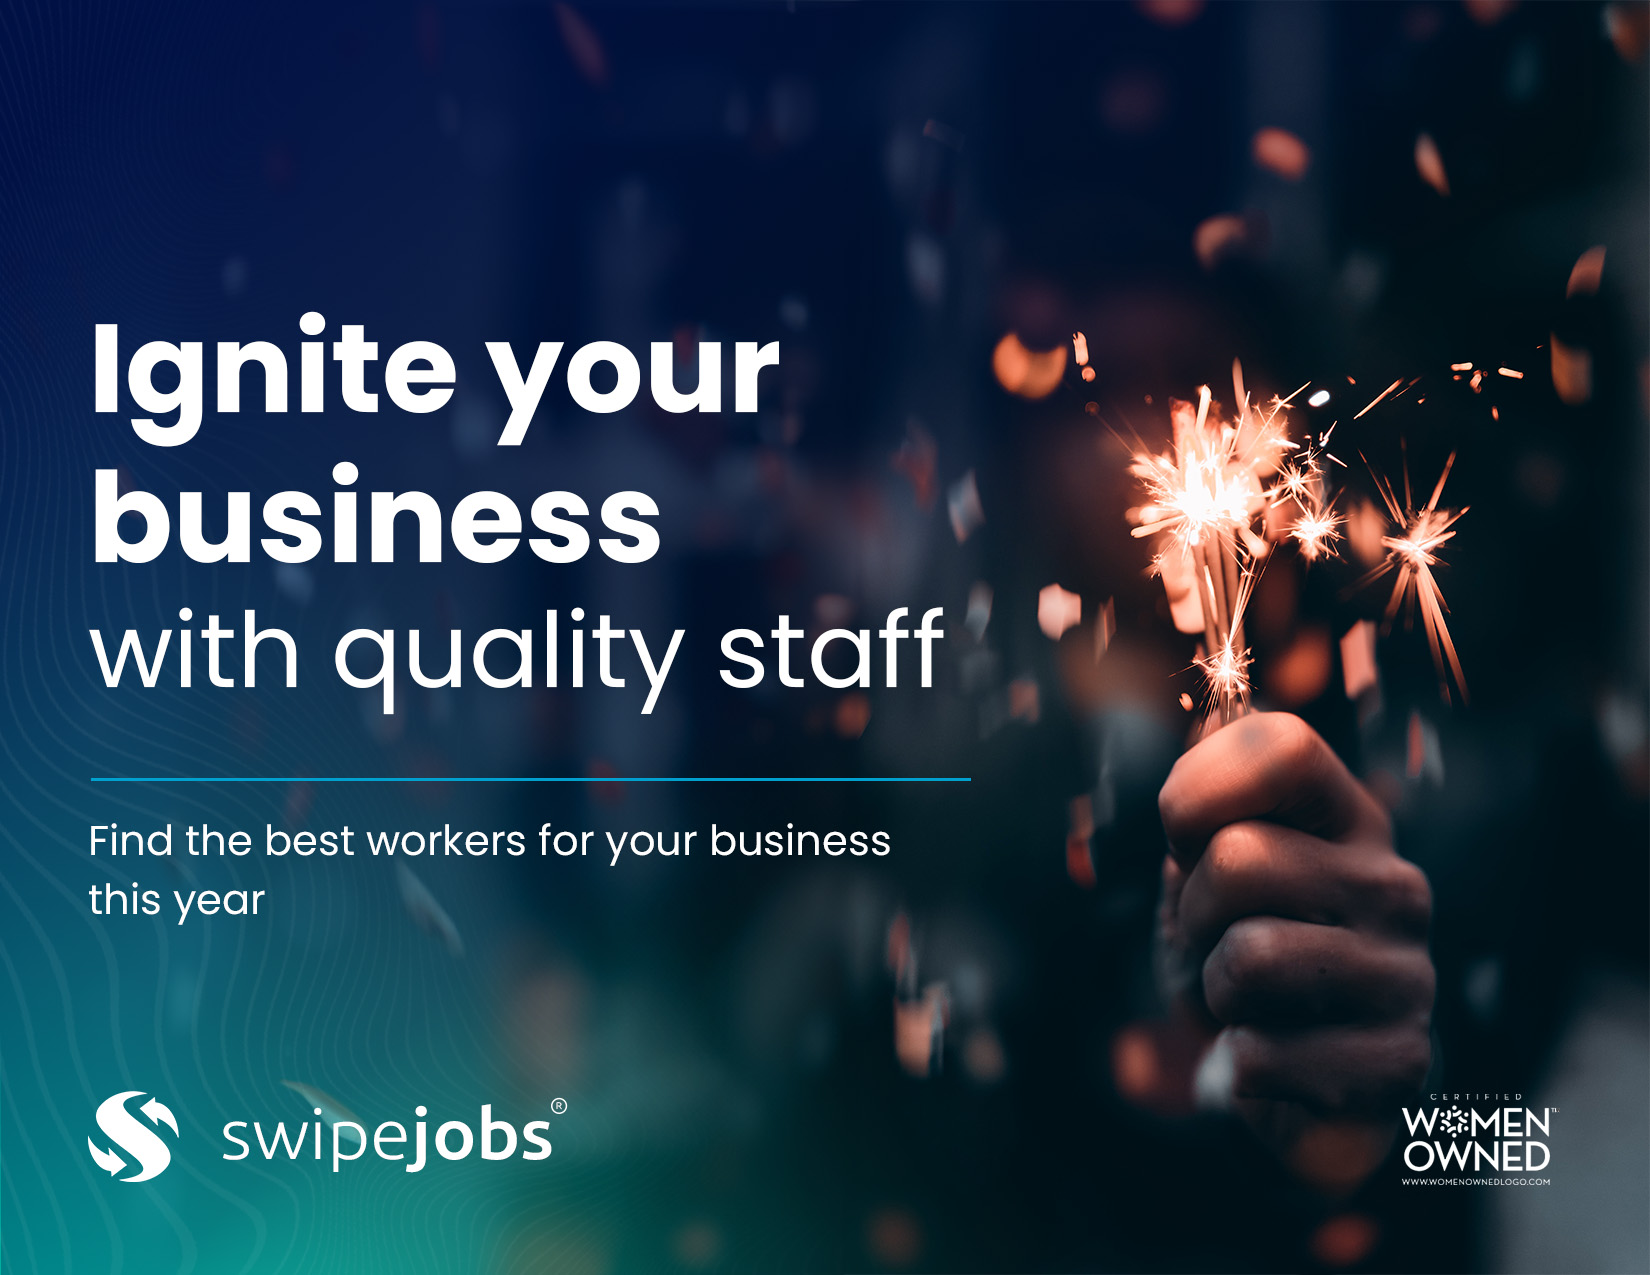 Ignite your
business
with quality staff
Find the best workers for your business
this year
swipejobs®
CERTIFIED
WOMEN
OWNED
WWW.WOMENOWNEDLOGO.COM